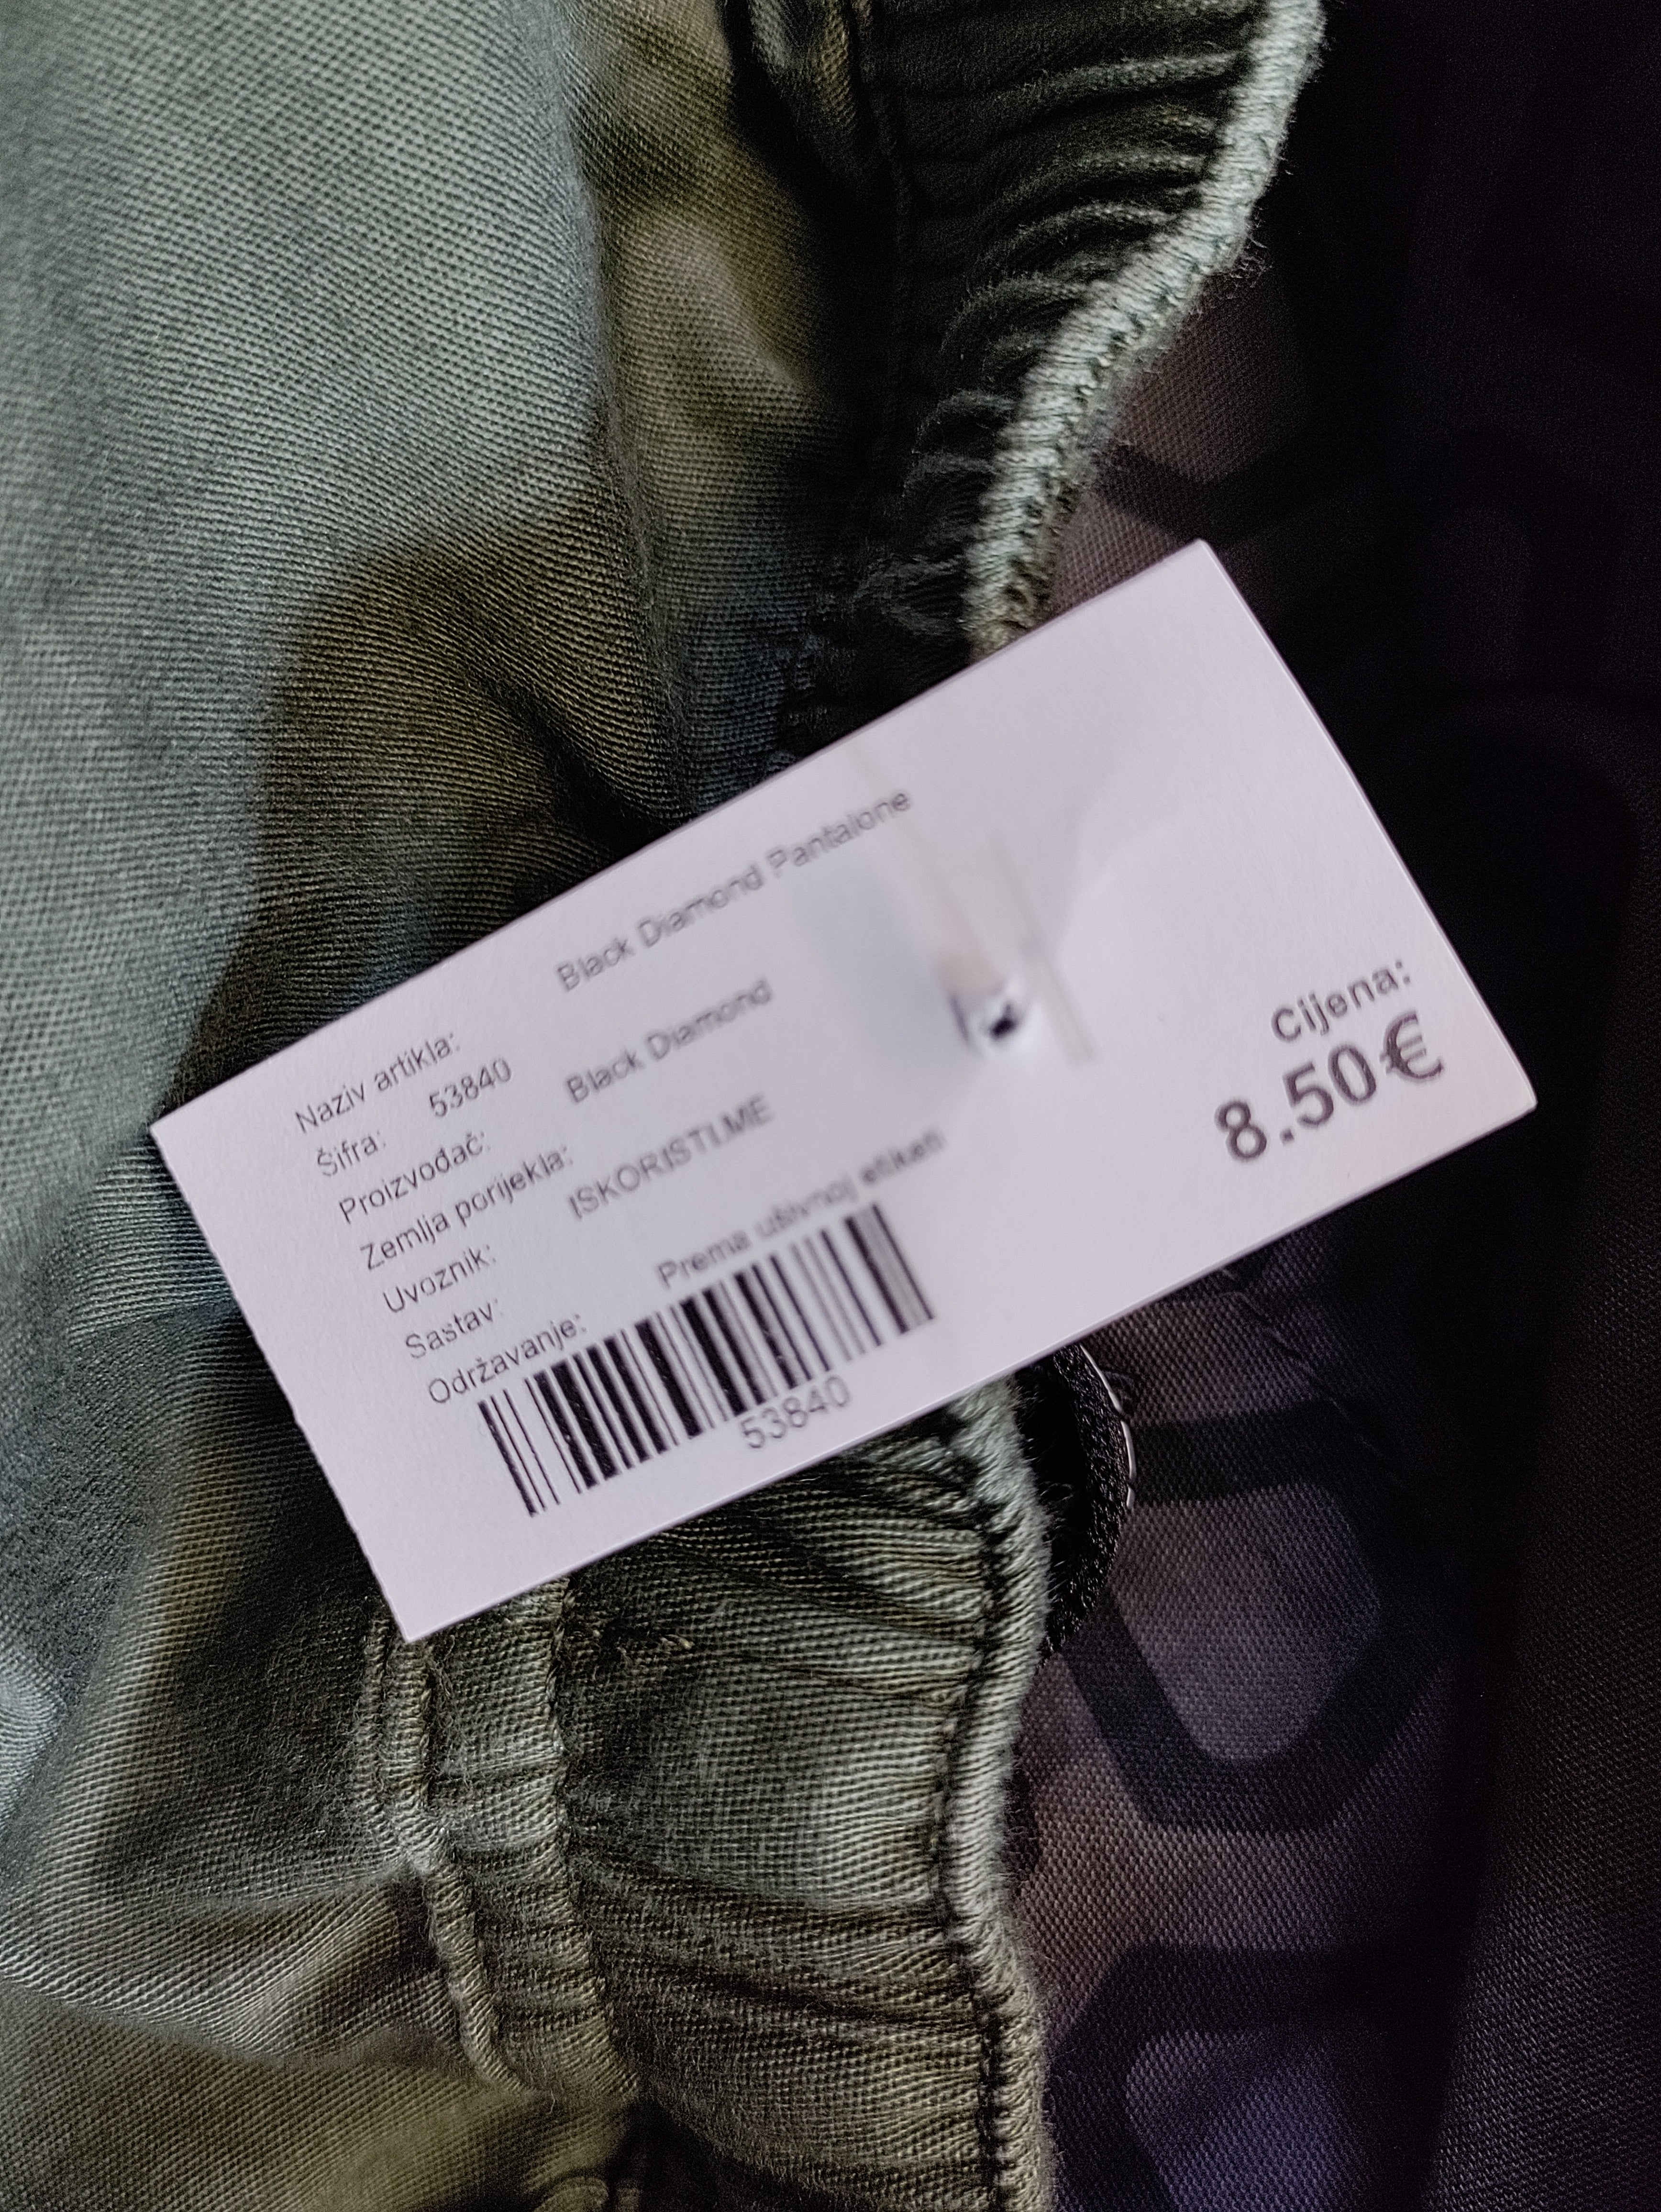 Naziv artikla: Black Diamond Pantalone
Šifra: 53840
Proizvođač: Black Diamond
Zemlja porijekla:
Uvoznik: ISKORISTI.ME
Sastav:
Održavanje: Prema ušivnoj etiketi
53840
Cijena:
8.50€